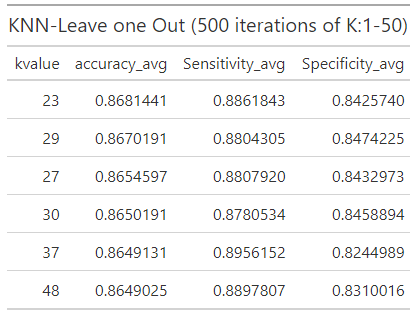 KNN-Leave one Out (500 iterations of K:1-50)
kvalue accuracy_avg Sensitivity_avg Specificity_avg
23 0.8681441 0.8861843 0.8425740
29 0.8670191 0.8804305 0.8474225
27 0.8654597 0.8807920 0.8432973
30 0.8650191 0.8780534 0.8458894
37 0.8649131 0.8956152 0.8244989
48 0.8649025 0.8897807 0.8310016